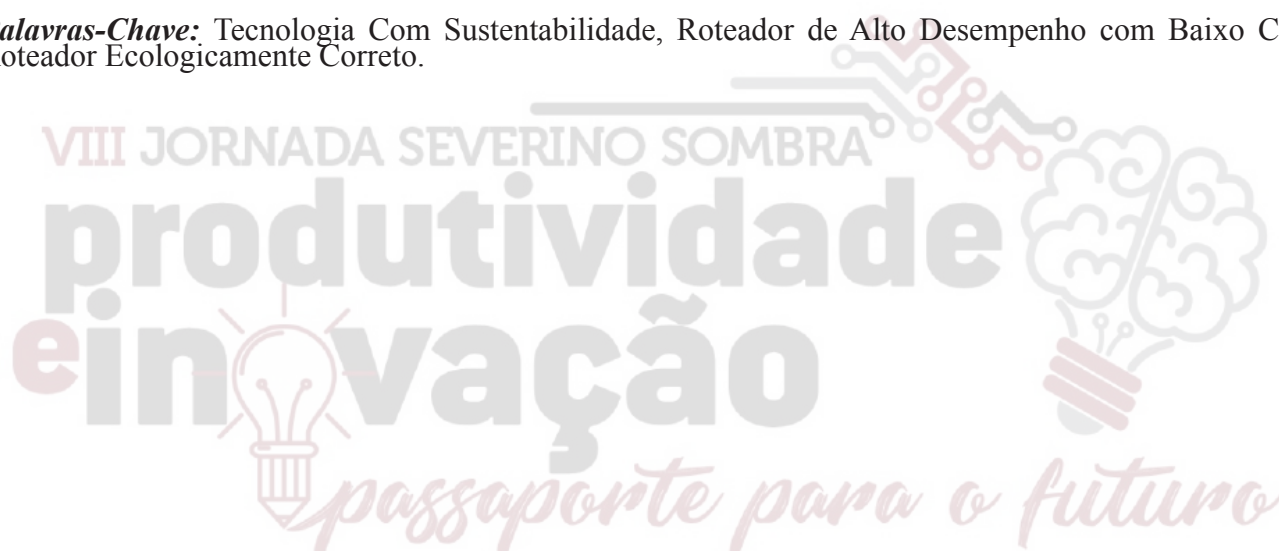 alavras-Chave: Tecnologia Com Sustentabilidade, Roteador de Alto Desempenho com Baixo C
oteador Ecologicamente Correto.
VIII JORNADA SEVERINO SOMBRA
produtividade
einovação
passaporte para o futuro